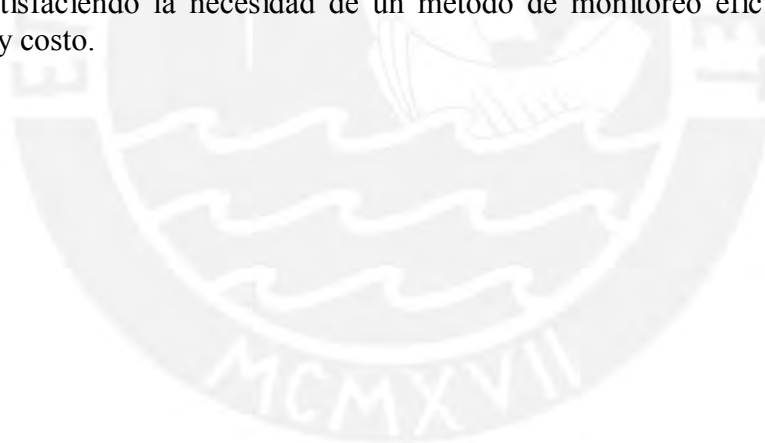 tisfaciendo la necesidad de un método de monitoreo efic
y costo.
MCMXVII